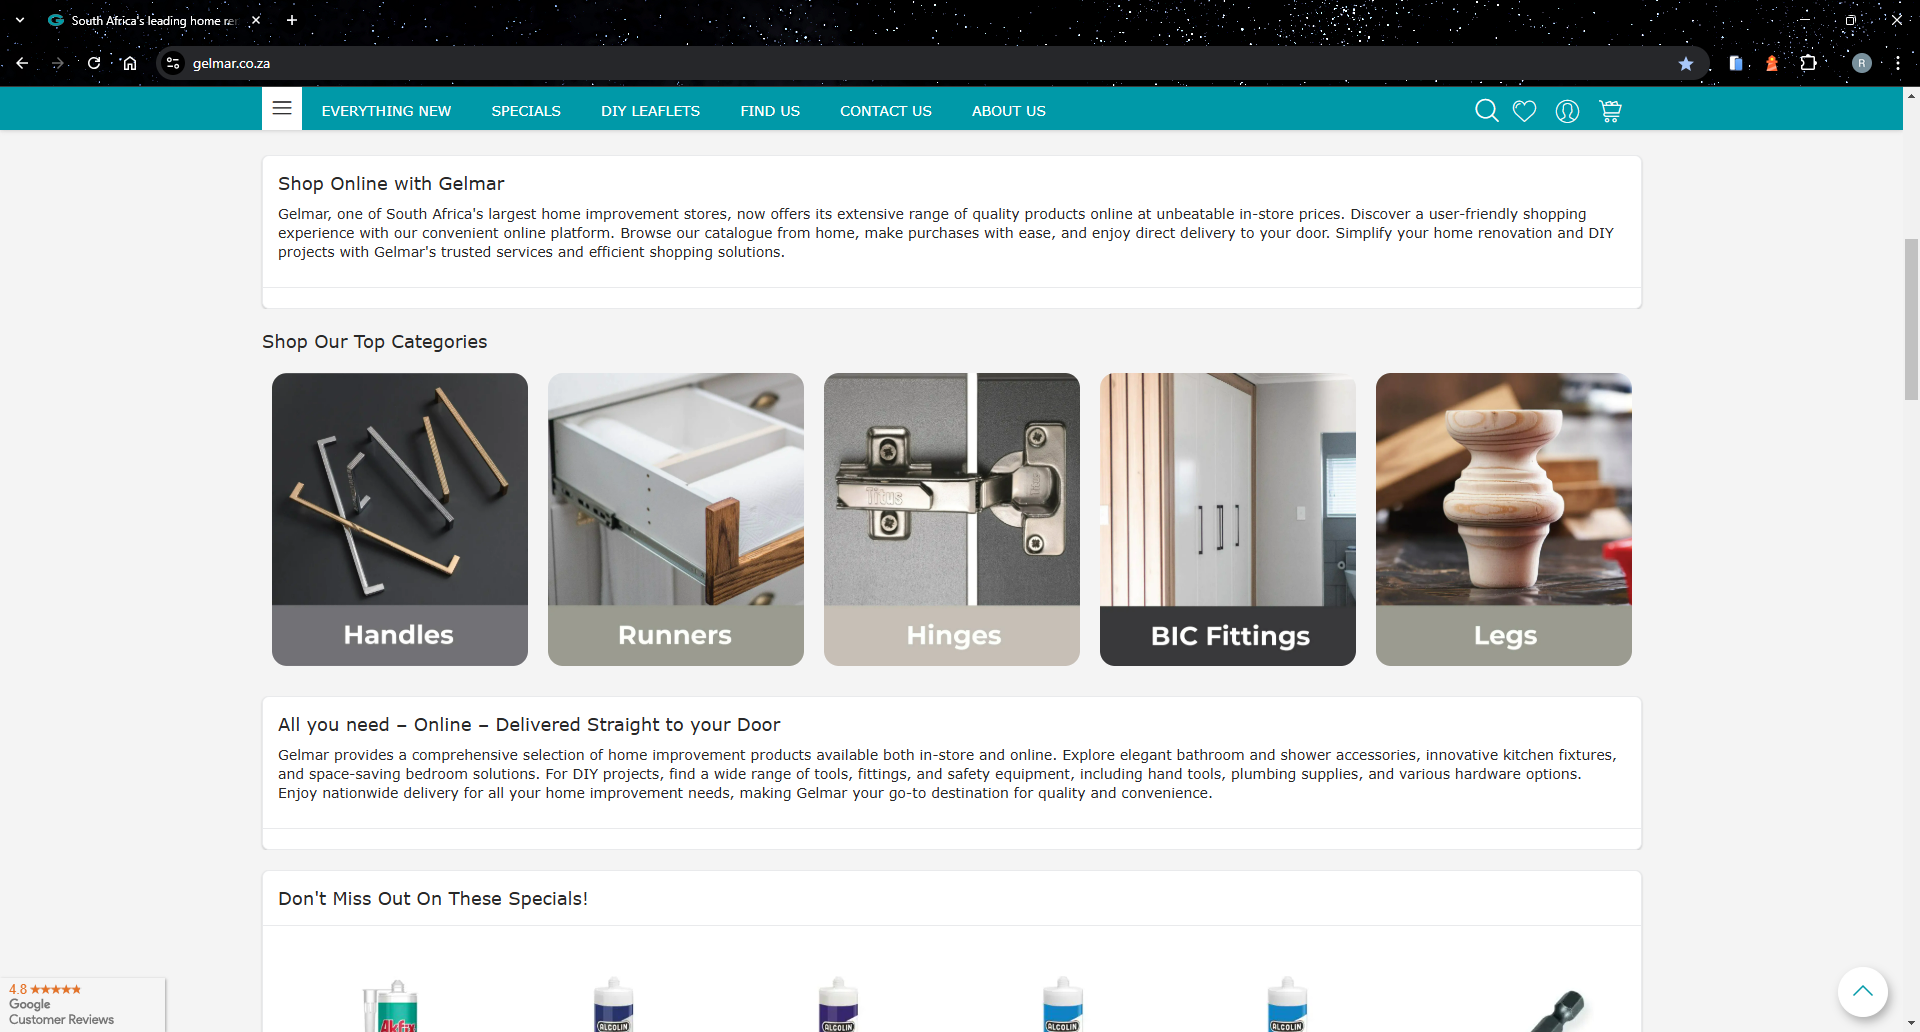 South Africa's leading home re
gelmar.co.za
R
EVERYTHING NEW SPECIALS DIY LEAFLETS FIND US CONTACT US ABOUT US
Shop Online with Gelmar
Gelmar, one of South Africa's largest home improvement stores, now offers its extensive range of quality products online at unbeatable in-store prices. Discover a user-friendly shopping
experience with our convenient online platform. Browse our catalogue from home, make purchases with ease, and enjoy direct delivery to your door. Simplify your home renovation and DIY
projects with Gelmar's trusted services and efficient shopping solutions.
Shop Our Top Categories
Titus
Handles
Runners
Hinges
BIC Fittings
Legs
All you need – Online – Delivered Straight to your Door
Gelmar provides a comprehensive selection of home improvement products available both in-store and online. Explore elegant bathroom and shower accessories, innovative kitchen fixtures,
and space-saving bedroom solutions. For DIY projects, find a wide range of tools, fittings, and safety equipment, including hand tools, plumbing supplies, and various hardware options.
Enjoy nationwide delivery for all your home improvement needs, making Gelmar your go-to destination for quality and convenience.
Don't Miss Out On These Specials!
Akfix
ALCOLIN
ALCOLIN
ALCOLIN
ALCOLIN
4.8
Google
Customer Reviews